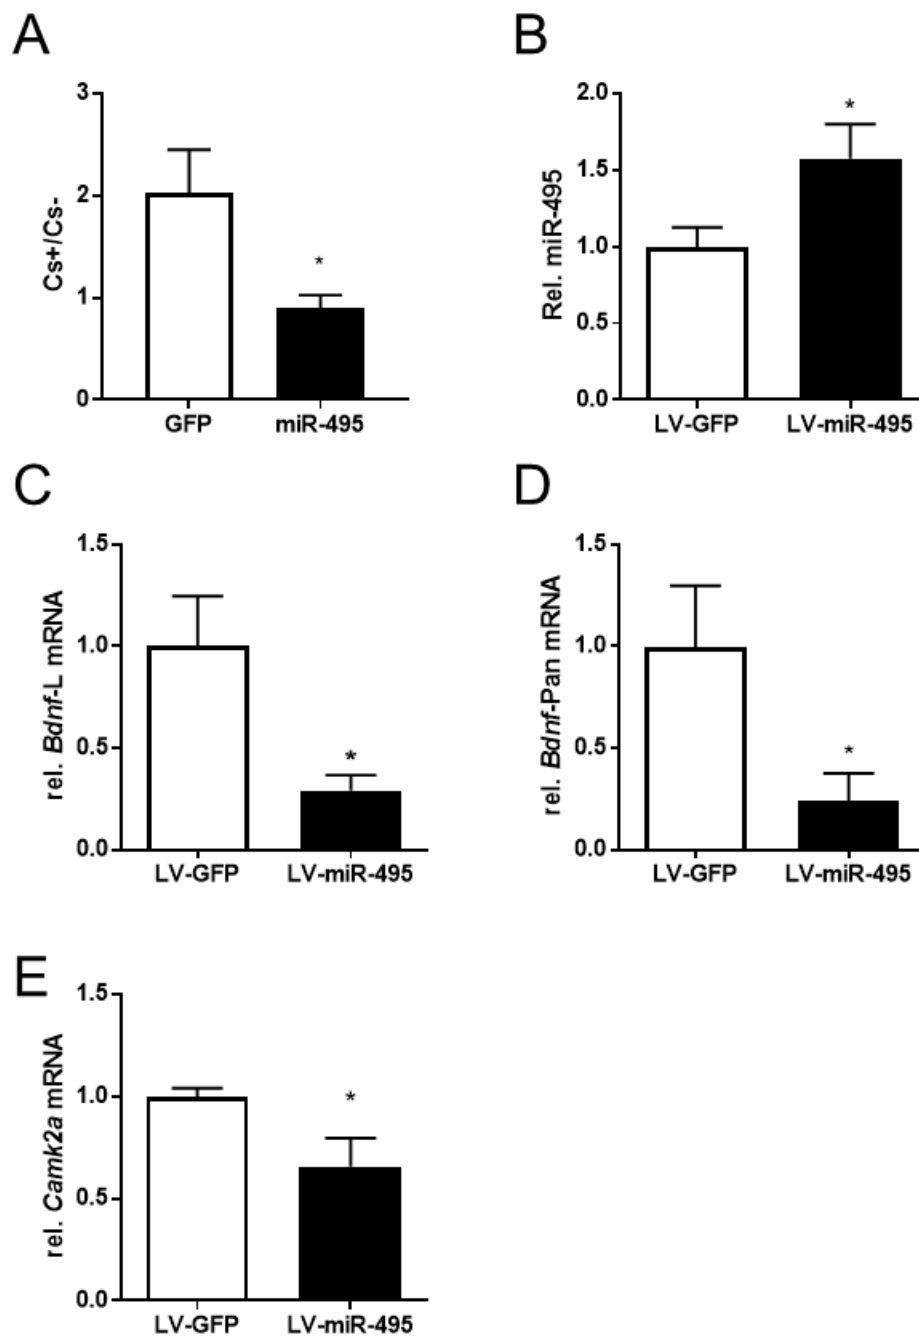 A
Cs+/Cs-
3
2
1
0
*
GFP miR-495
B
Rel. miR-495
2.0
1.5
1.0
0.5
0.0
*
LV-GFP LV-miR-495
C
rel. Bdnf-L mRNA
1.5
1.0
0.5
0.0
*
LV-GFP LV-miR-495
D
rel. Bdnf-Pan mRNA
1.5
1.0
0.5
0.0
*
LV-GFP LV-miR-495
E
rel. Camk2a mRNA
1.5
1.0
0.5
0.0
*
LV-GFP LV-miR-495